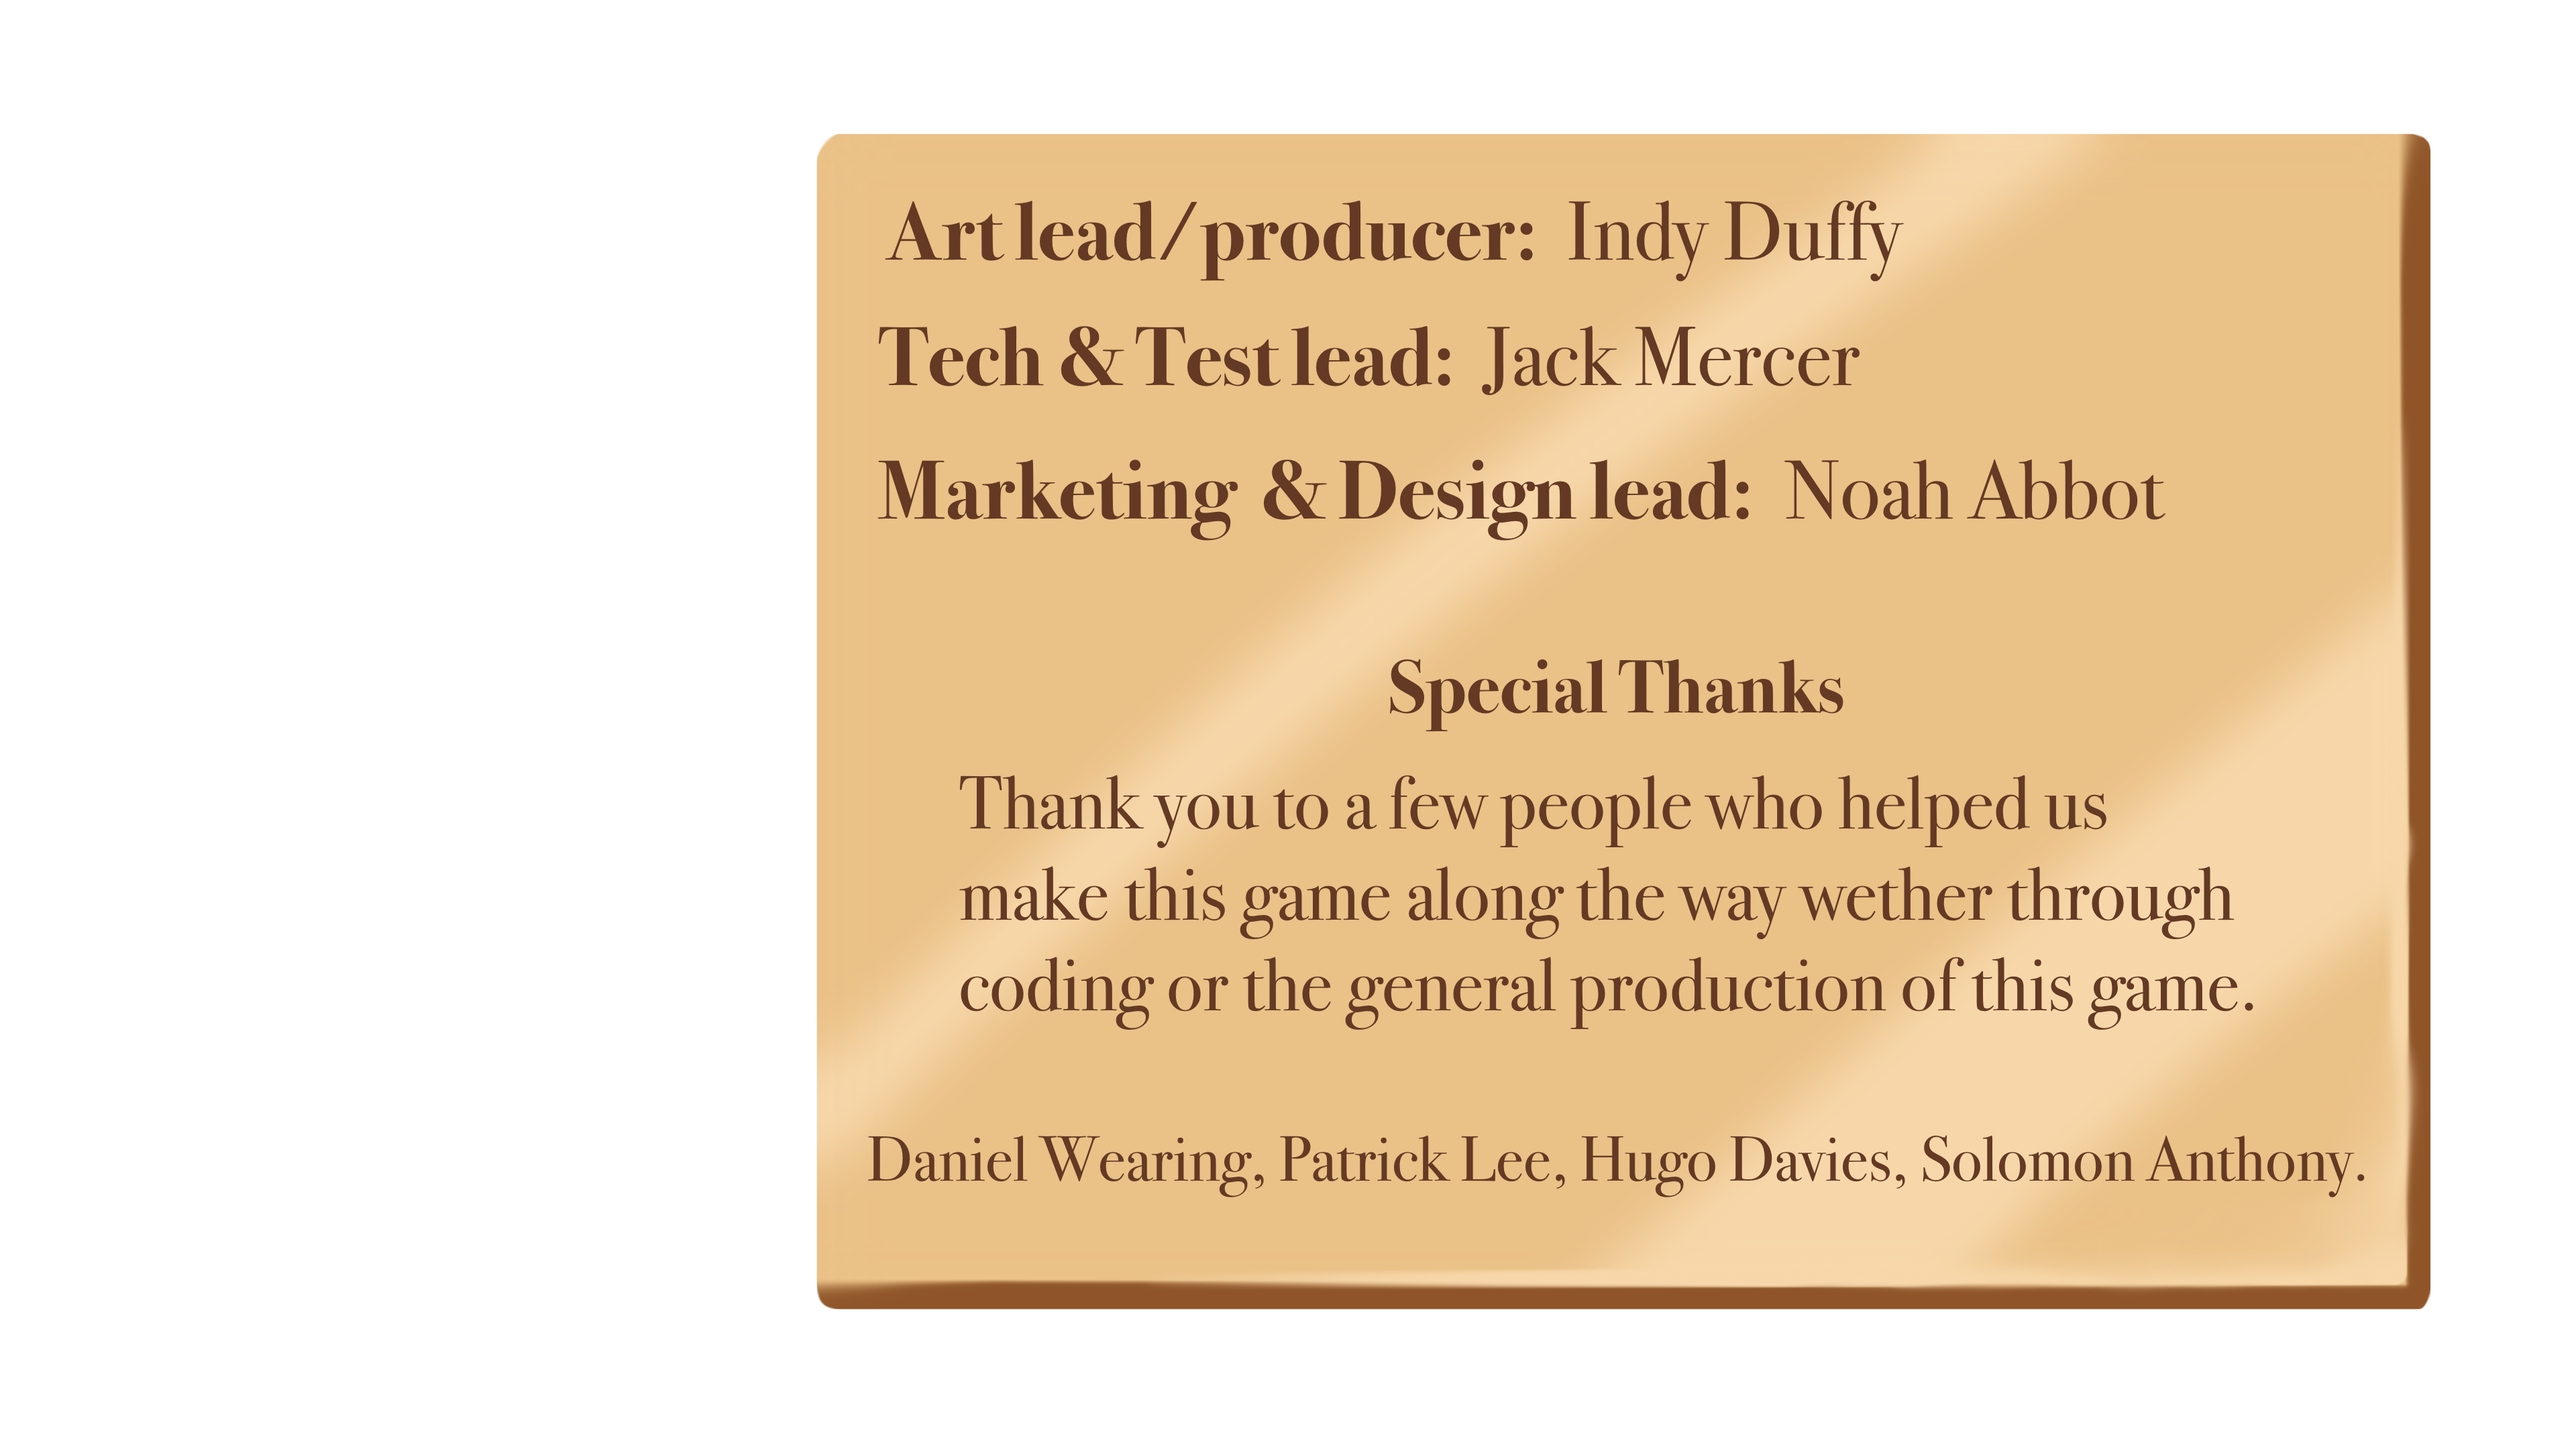 Art lead/producer: Indy Duffy
Tech & Test lead: Jack Mercer
Marketing & Design lead: Noah Abbot
Special Thanks
Thank you to a few people who helped us
make this game along the way wether through
coding or the general production of this game.
Daniel Wearing, Patrick Lee, Hugo Davies, Solomon Anthony.